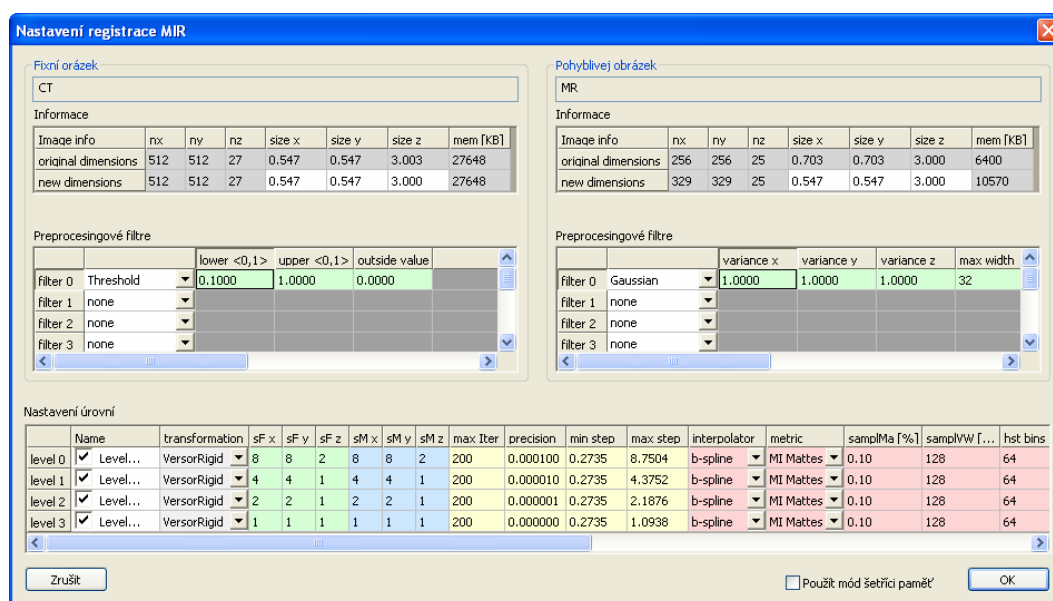 Nastavení registrace MIR
Fixní orázek
CT
Informace
Image info nx ny nz size x size y size z mem [KB]
original dimensions 512 512 27 0.547 0.547 3.003 27648
new dimensions 512 512 27 0.547 0.547 3.000 27648
Preprocesingové filtre
lower <0,1> upper <0,1> outside value
filter 0 Threshold 0.1000 1.0000 0.0000
filter 1 none
filter 2 none
filter 3 none
Pohyblivej obrázek
MR
Informace
Image info nx ny nz size x size y size z mem [KB]
original dimensions 256 256 25 0.703 0.703 3.000 6400
new dimensions 329 329 25 0.547 0.547 3.000 10570
Preprocesingové filtre
variance x variance y variance z max width
filter 0 Gaussian 1.0000 1.0000 1.0000 32
filter 1 none
filter 2 none
filter 3 none
Nastavení úrovní
Name transformation sF x sF y sF z sM x sM y sM z max Iter precision min step max step interpolator metric samplMa [%] samplVW [... hst bins
level 0 Level... VersorRigid 8 8 2 8 8 2 200 0.000100 0.2735 8.7504 b-spline MI Mattes 0.10 128 64
level 1 Level... VersorRigid 4 4 1 4 4 1 200 0.000010 0.2735 4.3752 b-spline MI Mattes 0.10 128 64
level 2 Level... VersorRigid 2 2 1 2 2 1 200 0.000001 0.2735 2.1876 b-spline MI Mattes 0.10 128 64
level 3 Level... VersorRigid 1 1 1 1 1 1 200 0.000000 0.2735 1.0938 b-spline MI Mattes 0.10 128 64
Zrušit
Použít mód šetřící paměť
OK